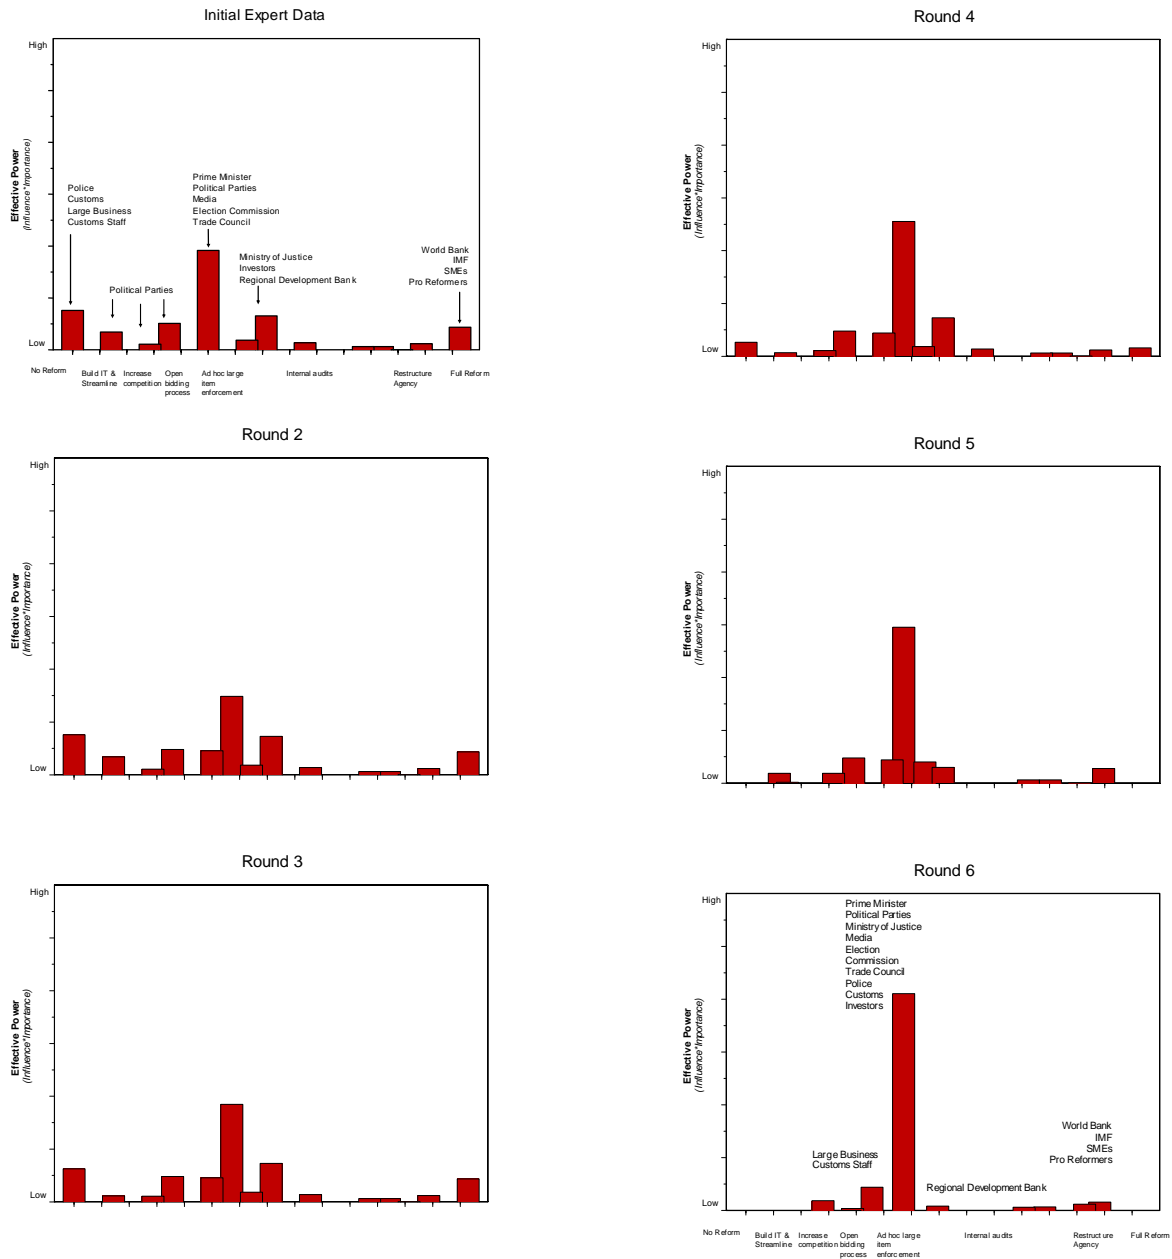 Initial Expert Data
High
Effective Power
(Influence*Importance)
Police
Customs
Large Business
Customs Staff
Political Parties
Prime Minister
Political Parties
Media
Election Commission
Trade Council
Ministry of Justice
Investors
Regional Development Bank
World Bank
IMF
SMEs
Pro Reformers
Low
No Reform
Build IT &
Streamline
Increase
competition
Open
bidding
process
Ad hoc large
item
enforcement
Internal audits
Restructure
Agency
Full Reform
Round 2
High
Effective Power
(Influence*Importance)
Low
Round 3
High
Effective Power
(Influence*Importance)
Low
Round 4
High
Effective Power
(Influence*Importance)
Low
Round 5
High
Effective Power
(Influence*Importance)
Low
Round 6
High
Effective Power
(Influence*Importance)
Prime Minister
Political Parties
Ministry of Justice
Media
Election
Commission
Trade Council
Police
Customs
Investors
Large Business
Customs Staff
Regional Development Bank
World Bank
IMF
SMEs
Pro Reformers
Low
No Reform
Build IT &
Streamline
Increase
competition
Open
bidding
process
Ad hoc large
item
enforcement
Internal audits
Restructure
Agency
Full Reform